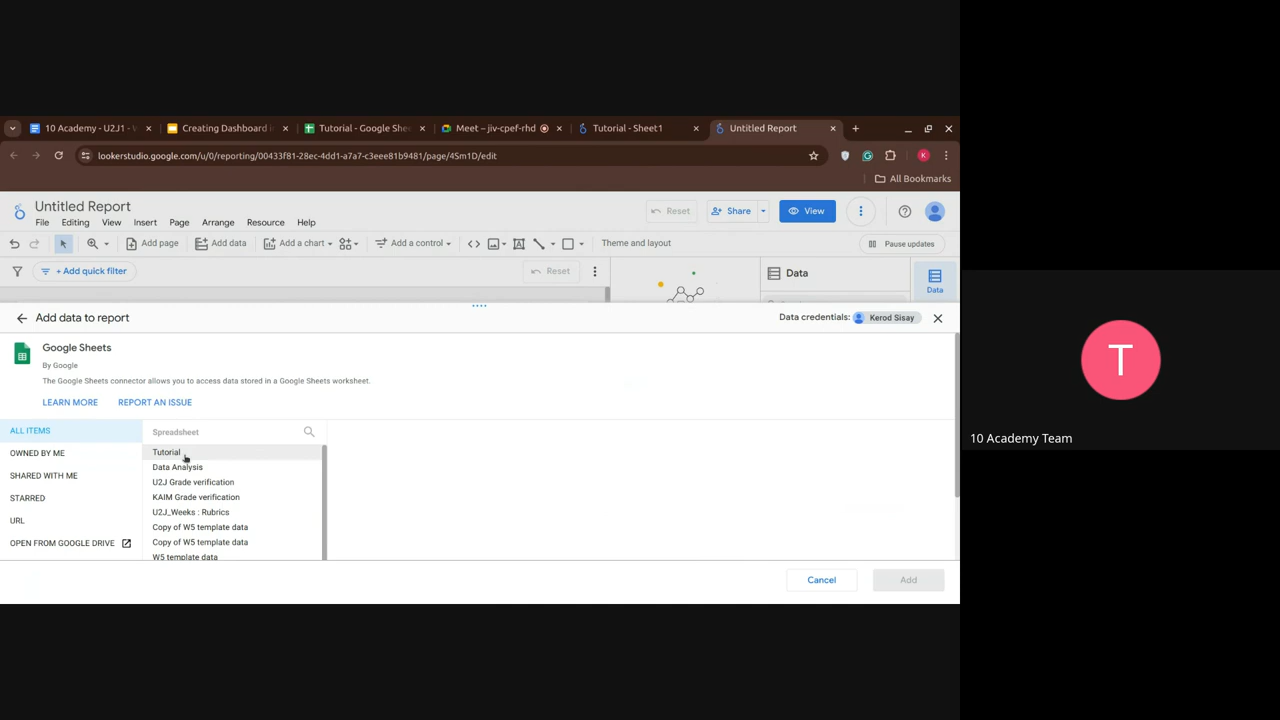 10 Academy - U2J1 - W
Creating Dashboard i
Tutorial - Google She
Meet – jiv-cpef-rhd
Tutorial - Sheet1
Untitled Report
lookerstudio.google.com/u/0/reporting/00433f81-28ec-4dd1-a7a7-c3eee81b9481/page/4Sm1D/edit
K
All Bookmarks
Untitled Report
File Edit View Insert Page Arrange Resource Help
Reset
Share
View
Add page
Add data
Add a chart
Add a control
Theme and layout
Pause updates
+ Add quick filter
Reset
Data
Data
Add data to report
Data credentials: Kerod Sisay
Google Sheets
By Google
The Google Sheets connector allows you to access data stored in a Google Sheets worksheet.
LEARN MORE REPORT AN ISSUE
ALL ITEMS
OWNED BY ME
SHARED WITH ME
STARRED
URL
OPEN FROM GOOGLE DRIVE
Spreadsheet
Tutorial
Data Analysis
U2J Grade verification
KAIM Grade verification
U2J_Weeks : Rubrics
Copy of W5 template data
Copy of W5 template data
W5 template data
Cancel
Add
T
10 Academy Team